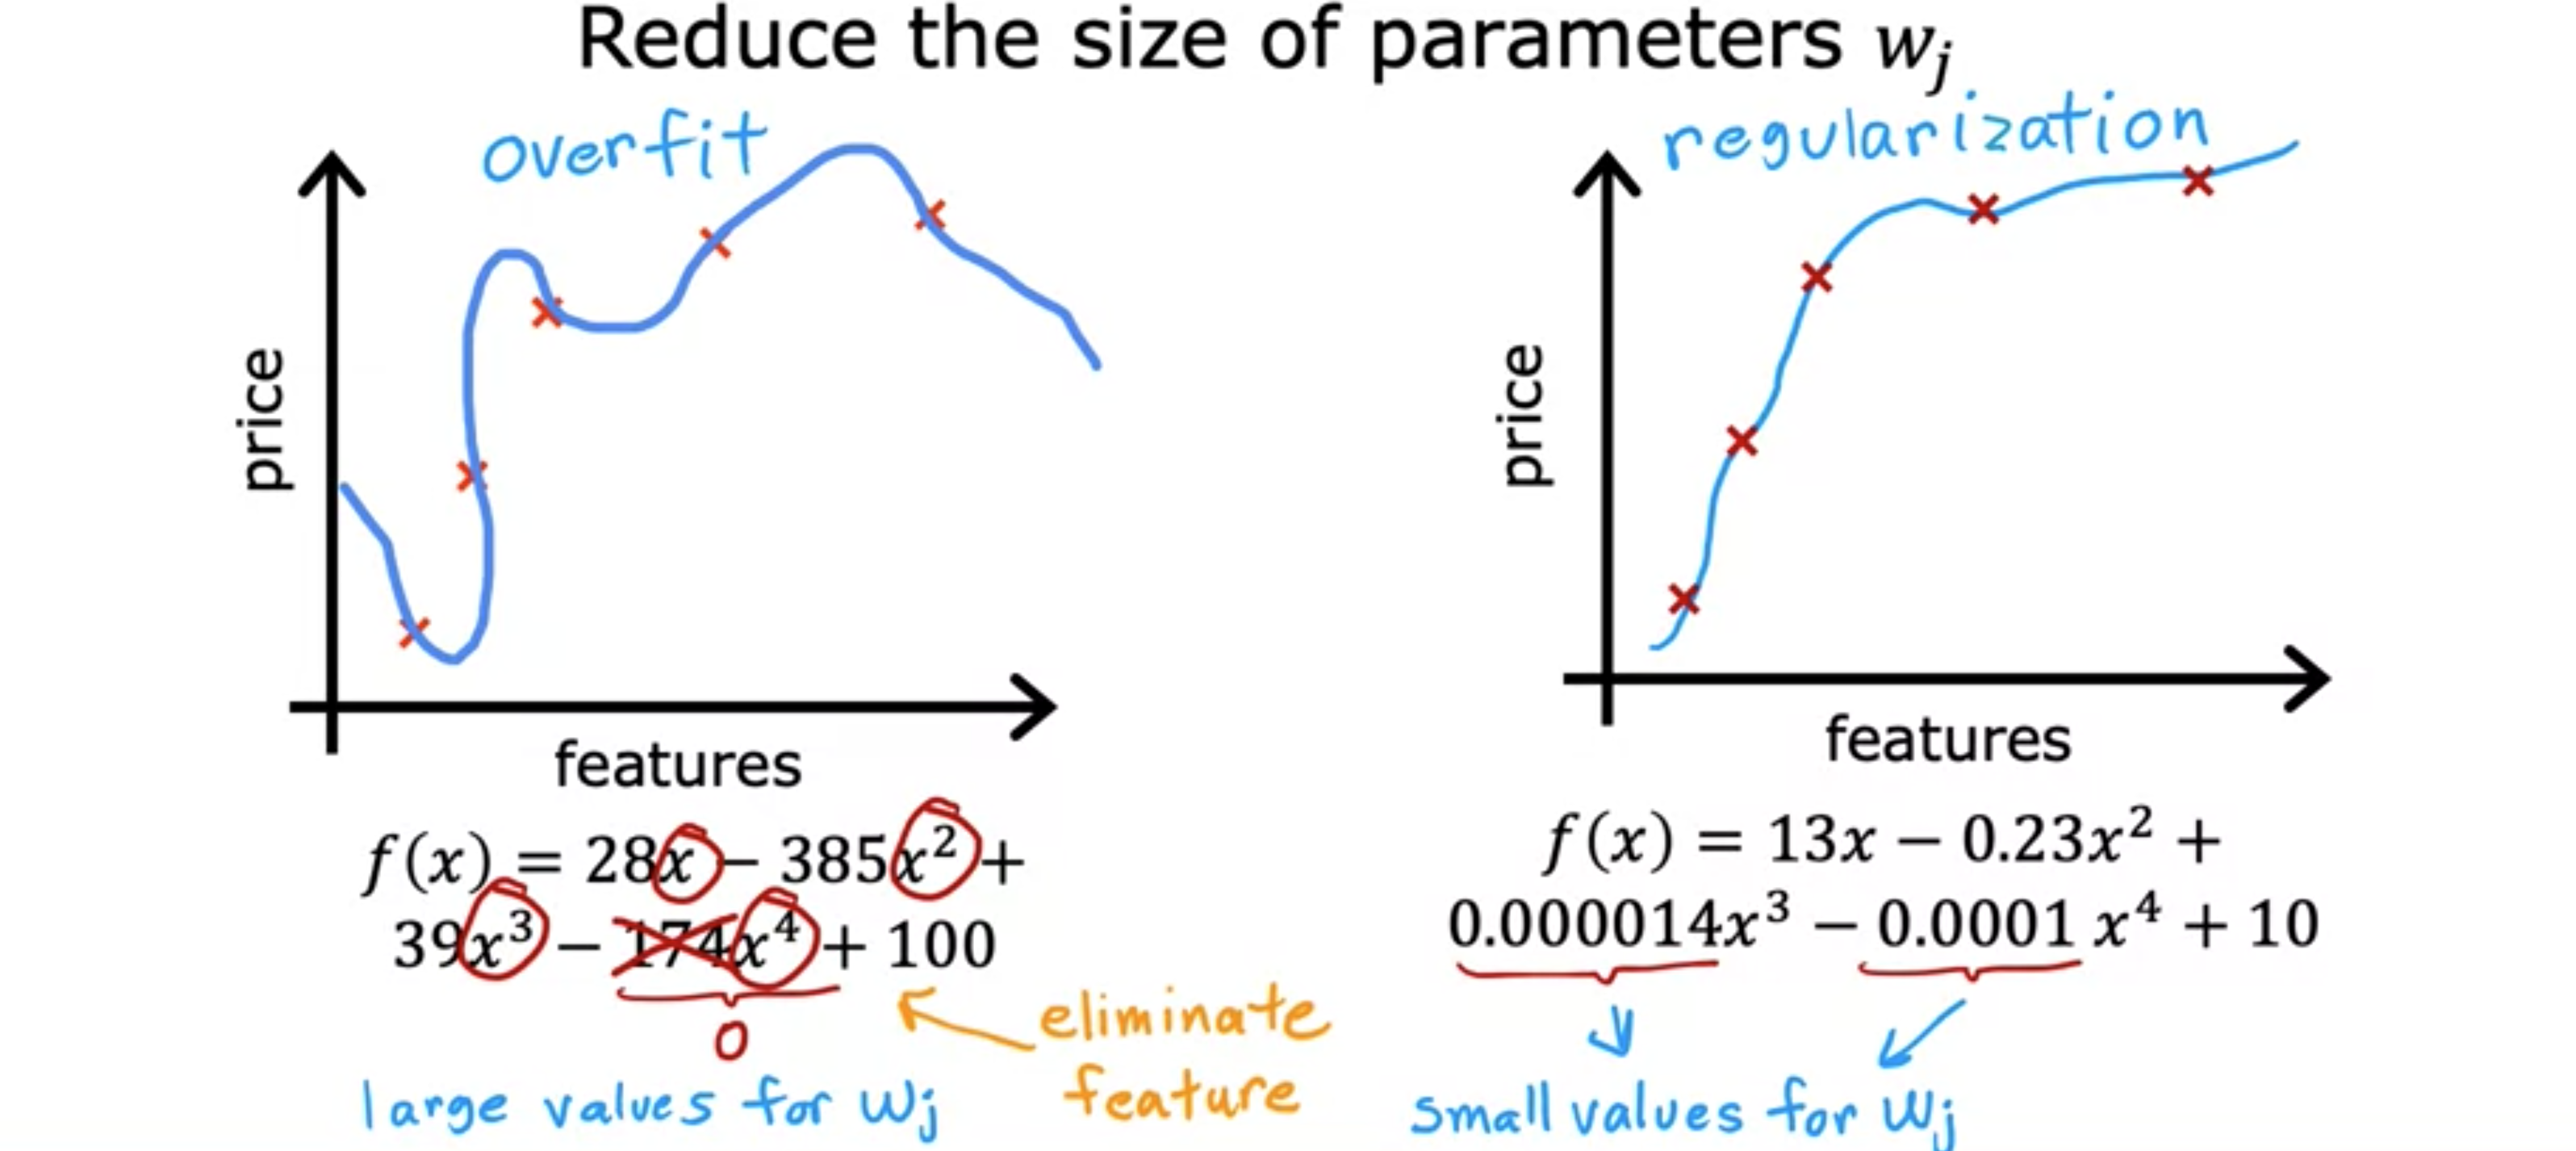 Reduce the size of parameters wⱼ
overfit
price
features
f(x) = 28x − 385x² +
39x³ − 174x⁴ + 100
0
eliminate
feature
large values for wⱼ
regularization
price
features
f(x) = 13x − 0.23x² +
0.000014x³ − 0.0001 x⁴ + 10
small values for wⱼ